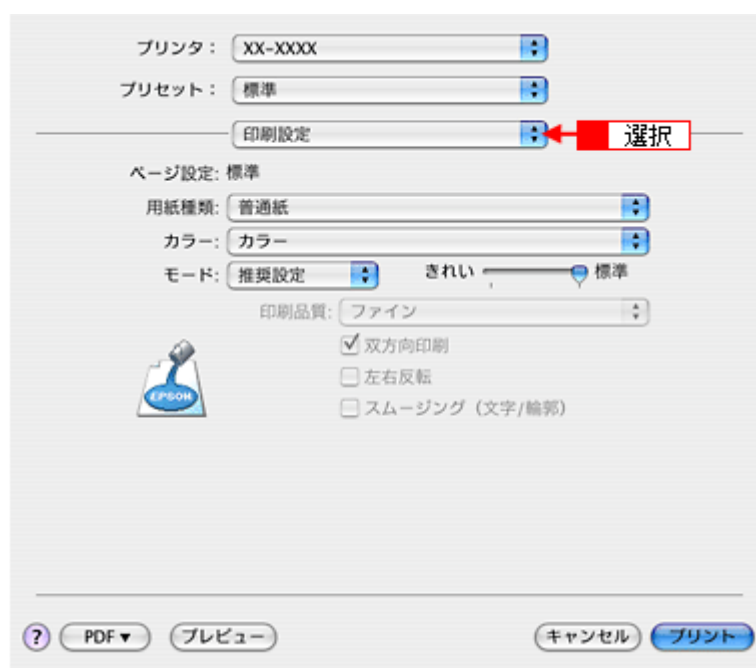 プリンタ： XX-XXXX
プリセット： 標準
印刷設定 選択
ページ設定: 標準
用紙種類: 普通紙
カラー: カラー
モード: 推奨設定 きれい 標準
印刷品質: ファイン
双方向印刷
左右反転
スムージング（文字/輪郭）
EPSON
? PDF▼ プレビュー キャンセル プリント